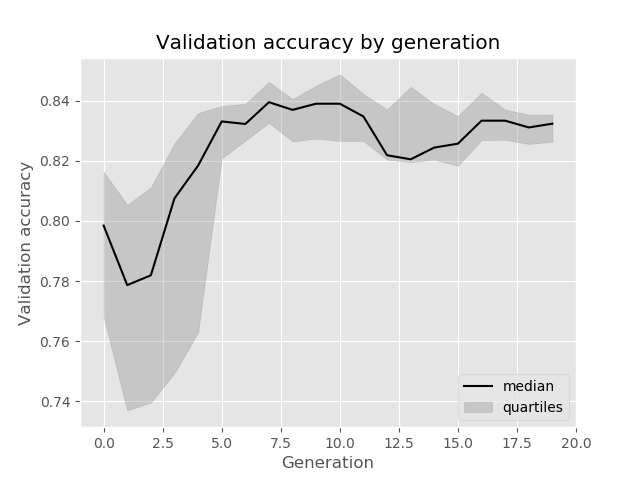 Validation accuracy by generation
Validation accuracy
0.84
0.82
0.80
0.78
0.76
0.74
median
quartiles
0.0 2.5 5.0 7.5 10.0 12.5 15.0 17.5 20.0
Generation